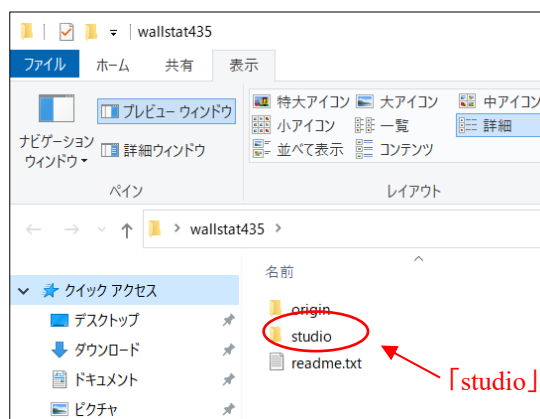 wallstat435
ファイル ホーム 共有 表示
ナビゲーション
ウィンドウ
プレビュー ウィンドウ
詳細ウィンドウ
ペイン
特大アイコン 大アイコン 中アイコン
小アイコン 一覧 詳細
並べて表示 コンテンツ
レイアウト
wallstat435
名前
クイック アクセス
デスクトップ
ダウンロード
ドキュメント
ピクチャ
origin
studio
readme.txt
「studio」